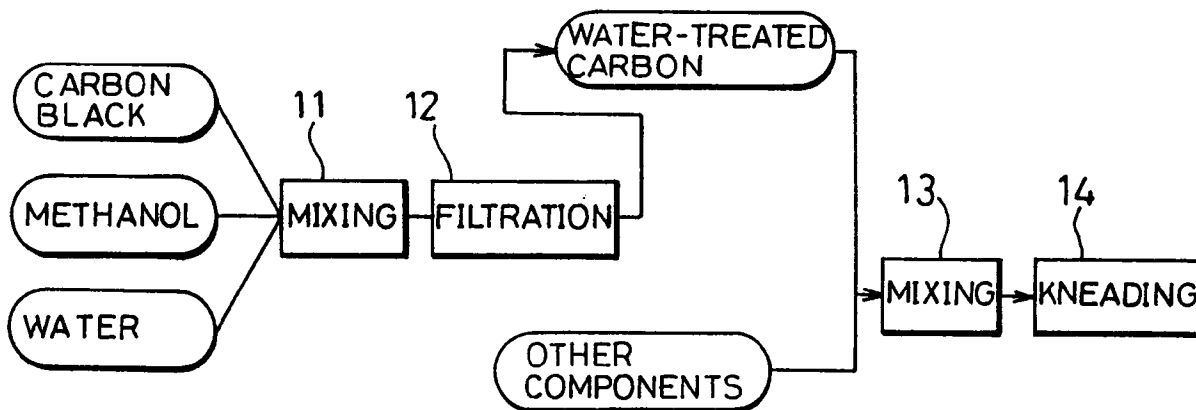 CARBON
BLACK
METHANOL
WATER
11
MIXING
12
FILTRATION
WATER-TREATED
CARBON
OTHER
COMPONENTS
13
MIXING
14
KNEADING